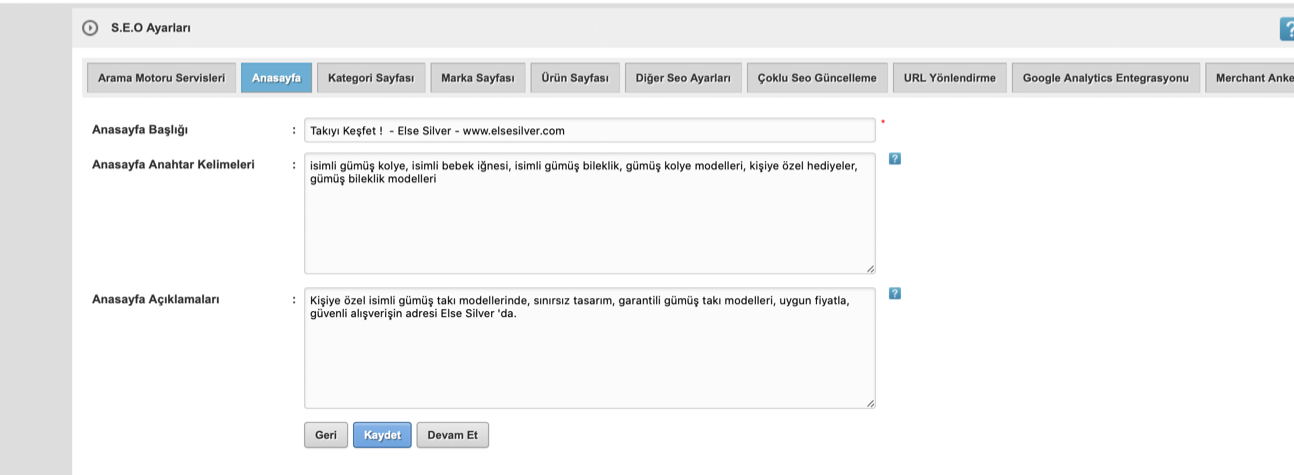 S.E.O Ayarları
?
Arama Motoru Servisleri Anasayfa Kategori Sayfası Marka Sayfası Ürün Sayfası Diğer Seo Ayarları Çoklu Seo Güncelleme URL Yönlendirme Google Analytics Entegrasyonu Merchant Anke
Anasayfa Başlığı : Takıyı Keşfet ! - Else Silver - www.elsesilver.com *
Anasayfa Anahtar Kelimeleri : isimli gümüş kolye, isimli bebek iğnesi, isimli gümüş bileklik, gümüş kolye modelleri, kişiye özel hediyeler, ?
gümüş bileklik modelleri
Anasayfa Açıklamaları : Kişiye özel isimli gümüş takı modellerinde, sınırsız tasarım, garantili gümüş takı modelleri, uygun fiyatla, ?
güvenli alışverişin adresi Else Silver 'da.
Geri Kaydet Devam Et